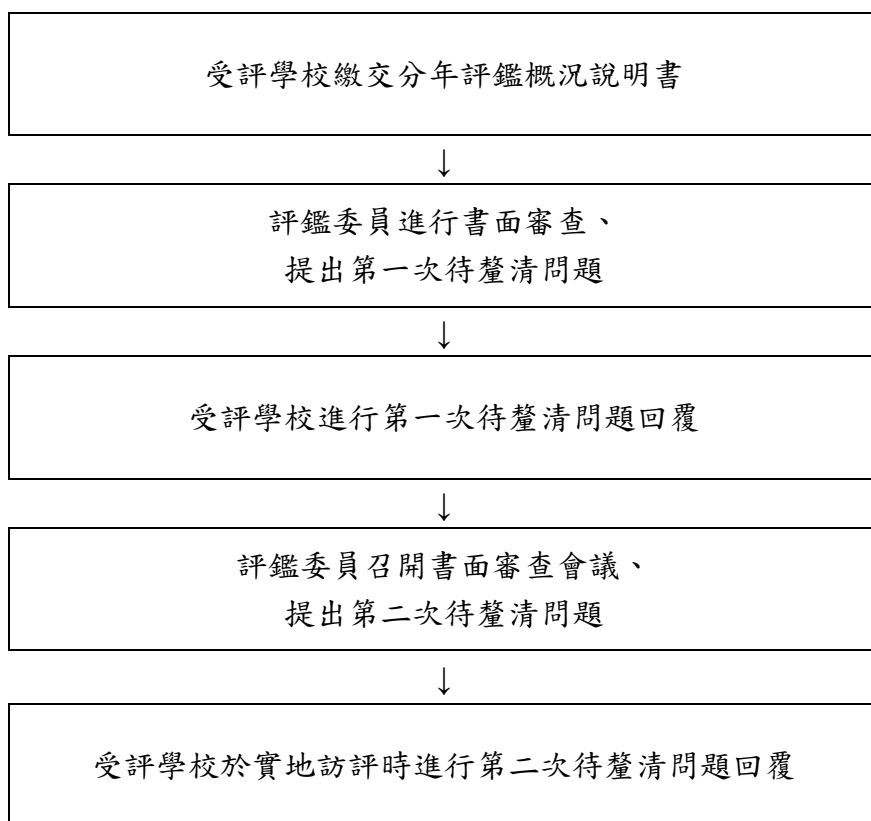 受評學校繳交分年評鑑概況說明書
↓
評鑑委員進行書面審查、
提出第一次待釐清問題
↓
受評學校進行第一次待釐清問題回覆
↓
評鑑委員召開書面審查會議、
提出第二次待釐清問題
↓
受評學校於實地訪評時進行第二次待釐清問題回覆